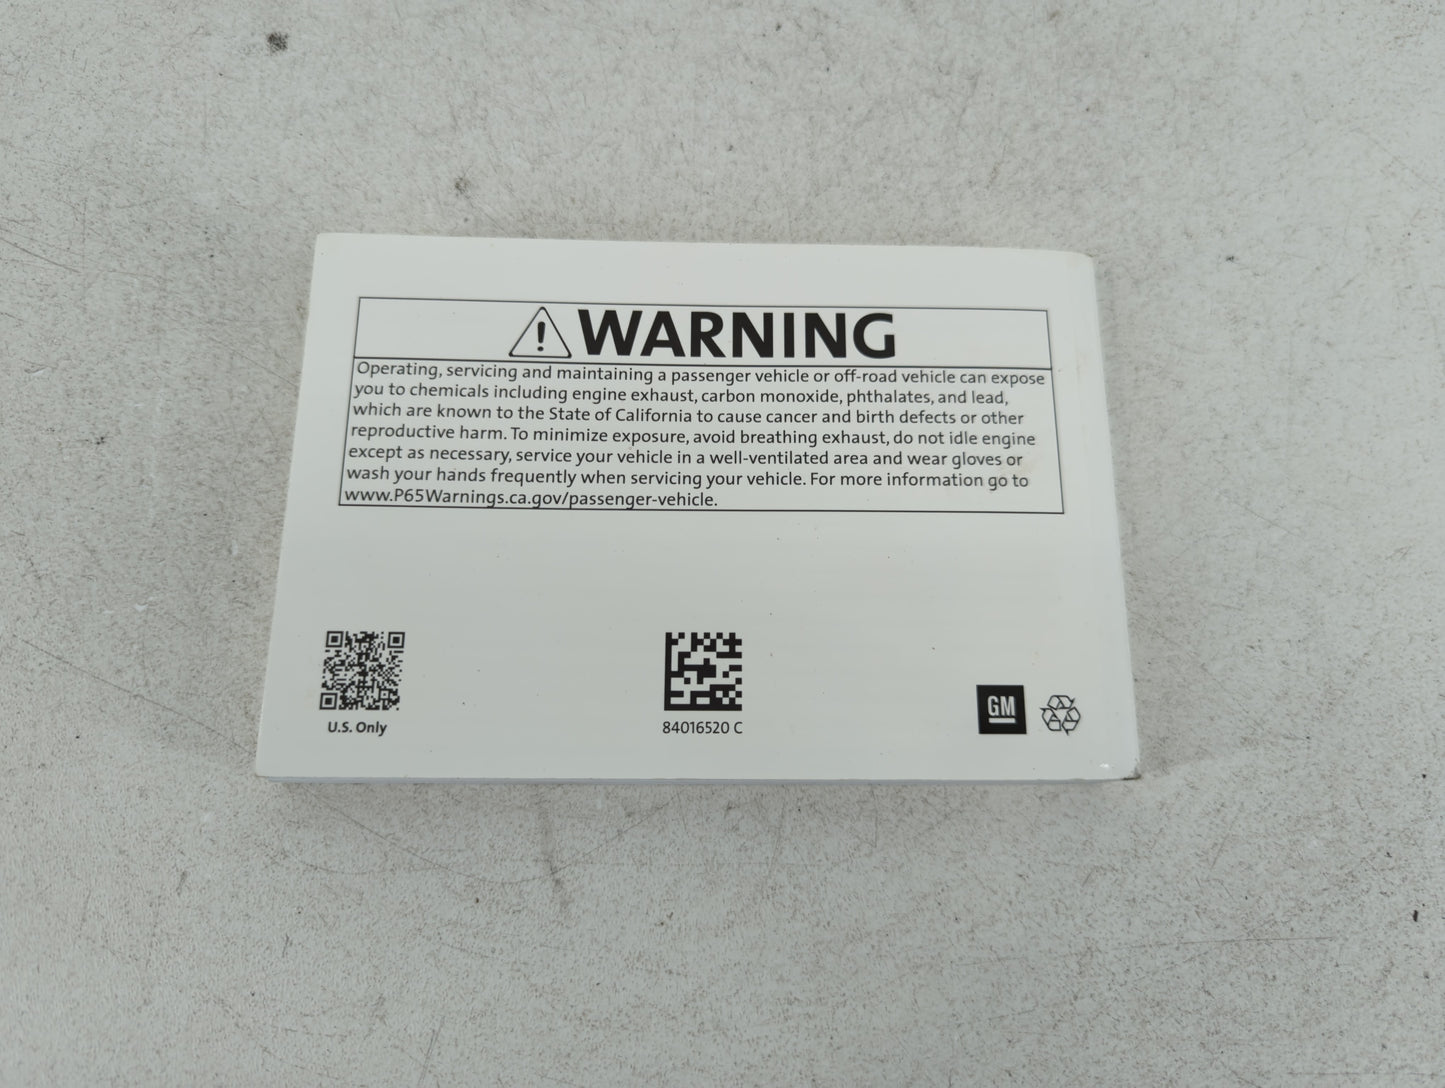 WARNING
Operating, servicing and maintaining a passenger vehicle or off-road vehicle can expose
you to chemicals including engine exhaust, carbon monoxide, phthalates, and lead,
which are known to the State of California to cause cancer and birth defects or other
reproductive harm. To minimize exposure, avoid breathing exhaust, do not idle engine
except as necessary, service your vehicle in a well-ventilated area and wear gloves or
wash your hands frequently when servicing your vehicle. For more information go to
www.P65Warnings.ca.gov/passenger-vehicle.
U.S. Only
84016520 C
GM